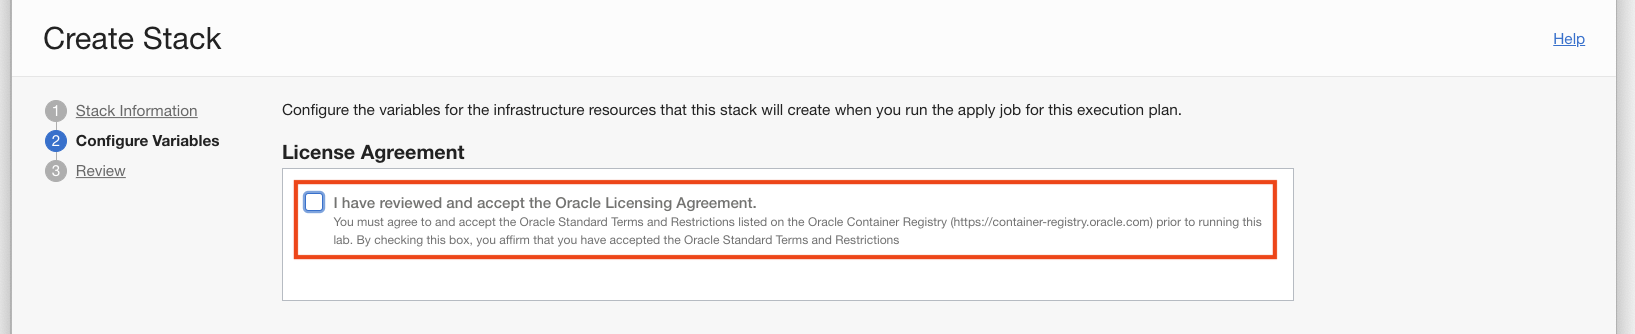 Create Stack
Help
1 Stack Information
2 Configure Variables
3 Review
Configure the variables for the infrastructure resources that this stack will create when you run the apply job for this execution plan.
License Agreement
I have reviewed and accept the Oracle Licensing Agreement.
You must agree to and accept the Oracle Standard Terms and Restrictions listed on the Oracle Container Registry (https://container-registry.oracle.com) prior to running this
lab. By checking this box, you affirm that you have accepted the Oracle Standard Terms and Restrictions